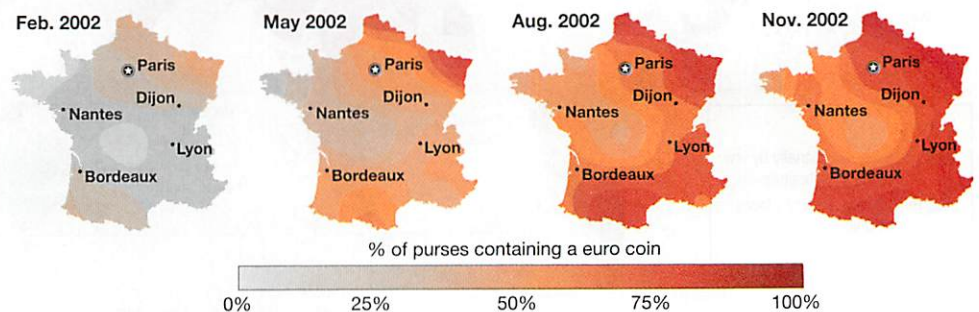 Feb. 2002
Paris
Dijon
Nantes
Lyon
Bordeaux
May 2002
Paris
Dijon
Nantes
Lyon
Bordeaux
Aug. 2002
Paris
Dijon
Nantes
Lyon
Bordeaux
Nov. 2002
Paris
Dijon
Nantes
Lyon
Bordeaux
% of purses containing a euro coin
0% 25% 50% 75% 100%